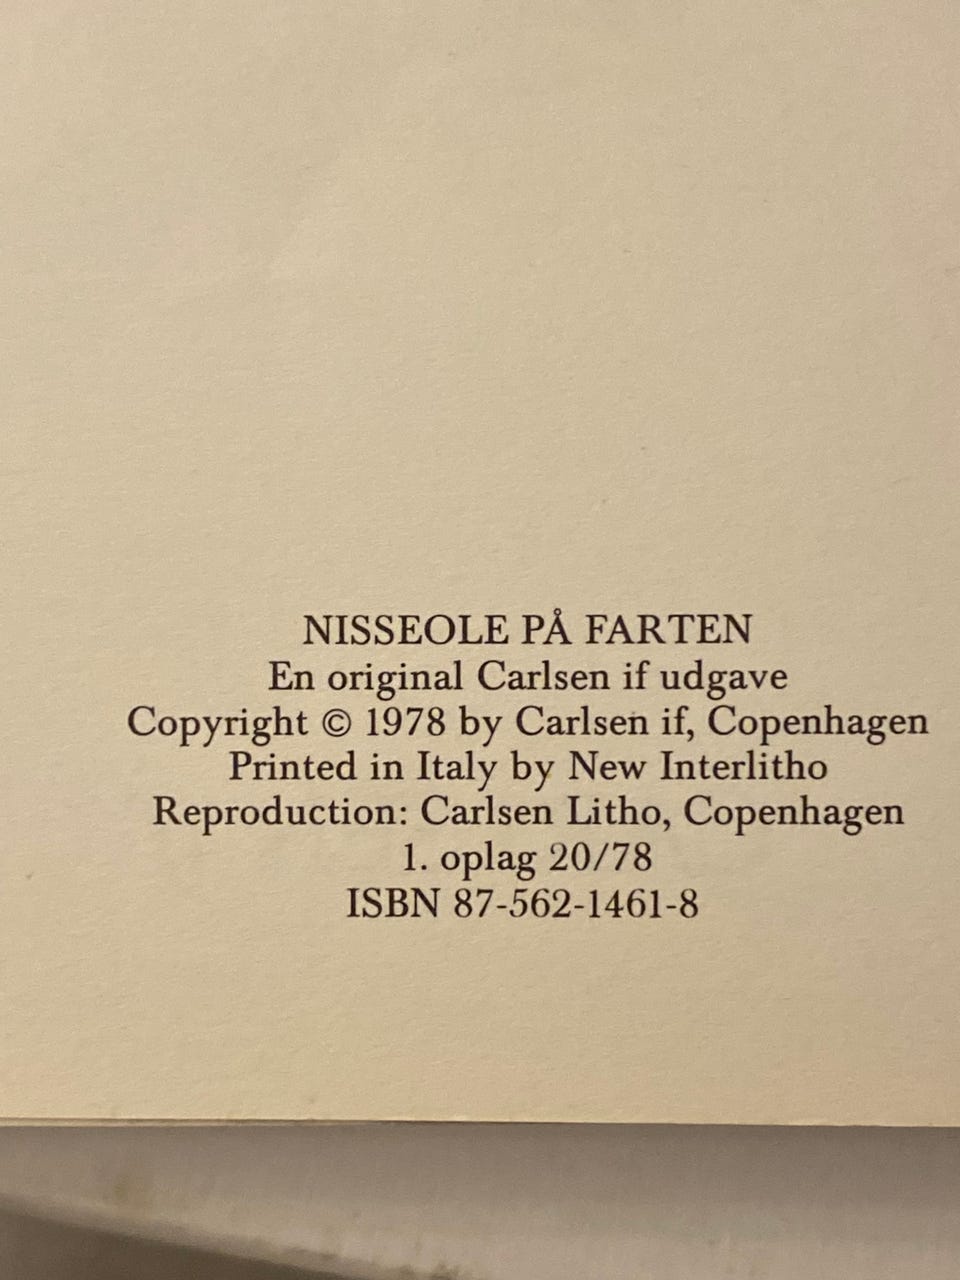 NISSEOLE PÅ FARTEN
En original Carlsen if udgave
Copyright © 1978 by Carlsen if, Copenhagen
Printed in Italy by New Interlitho
Reproduction: Carlsen Litho, Copenhagen
1. oplag 20/78
ISBN 87-562-1461-8